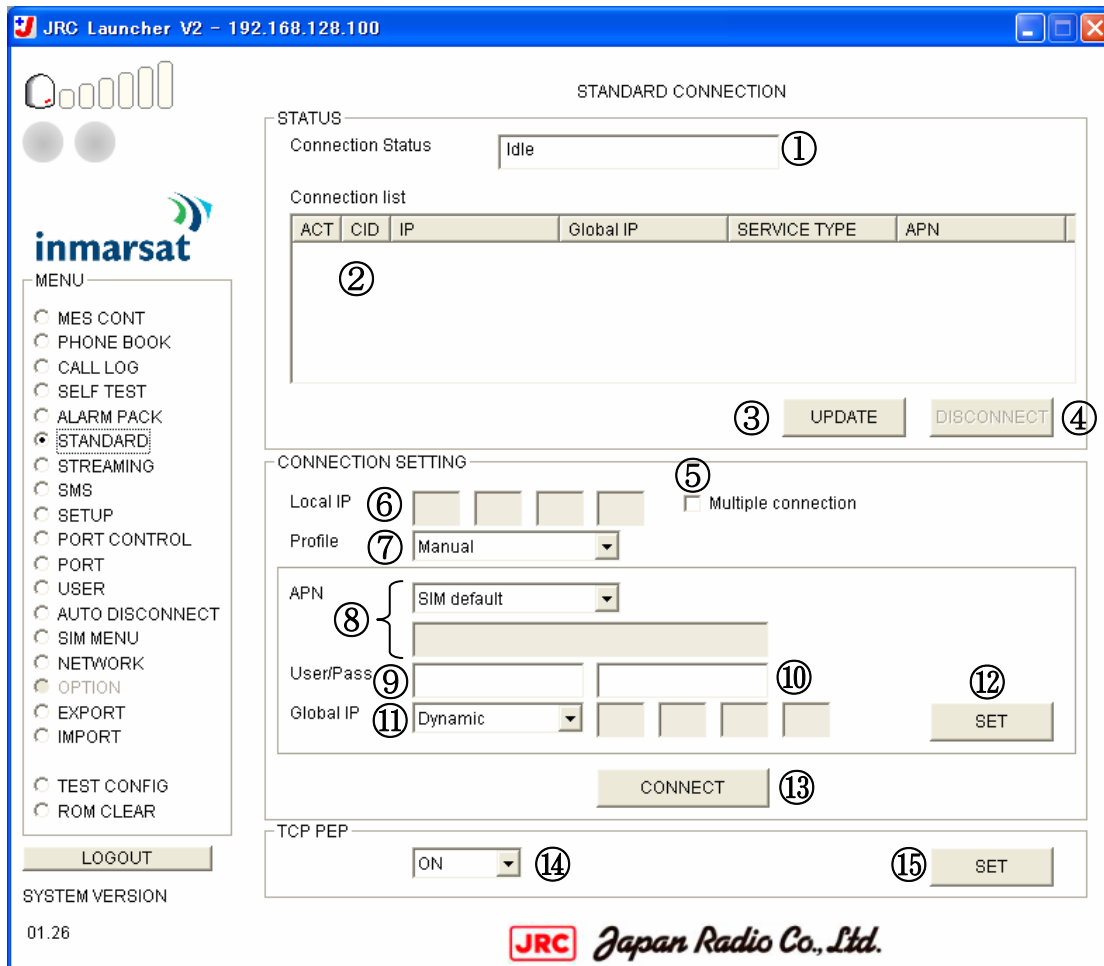 JRC Launcher V2 - 192.168.128.100
STANDARD CONNECTION
STATUS
Connection Status
Idle
①
Connection list
ACT CID IP Global IP SERVICE TYPE APN
②
③ UPDATE DISCONNECT ④
CONNECTION SETTING
⑤
Local IP ⑥ Multiple connection
Profile ⑦ Manual
APN ⑧ SIM default
User/Pass ⑨ ⑩
Global IP ⑪ Dynamic
⑫
SET
CONNECT ⑬
TCP PEP
ON ⑭ ⑮ SET
inmarsat
MENU
MES CONT
PHONE BOOK
CALL LOG
SELF TEST
ALARM PACK
STANDARD
STREAMING
SMS
SETUP
PORT CONTROL
PORT
USER
AUTO DISCONNECT
SIM MENU
NETWORK
OPTION
EXPORT
IMPORT
TEST CONFIG
ROM CLEAR
LOGOUT
SYSTEM VERSION
01.26
JRC Japan Radio Co., Ltd.